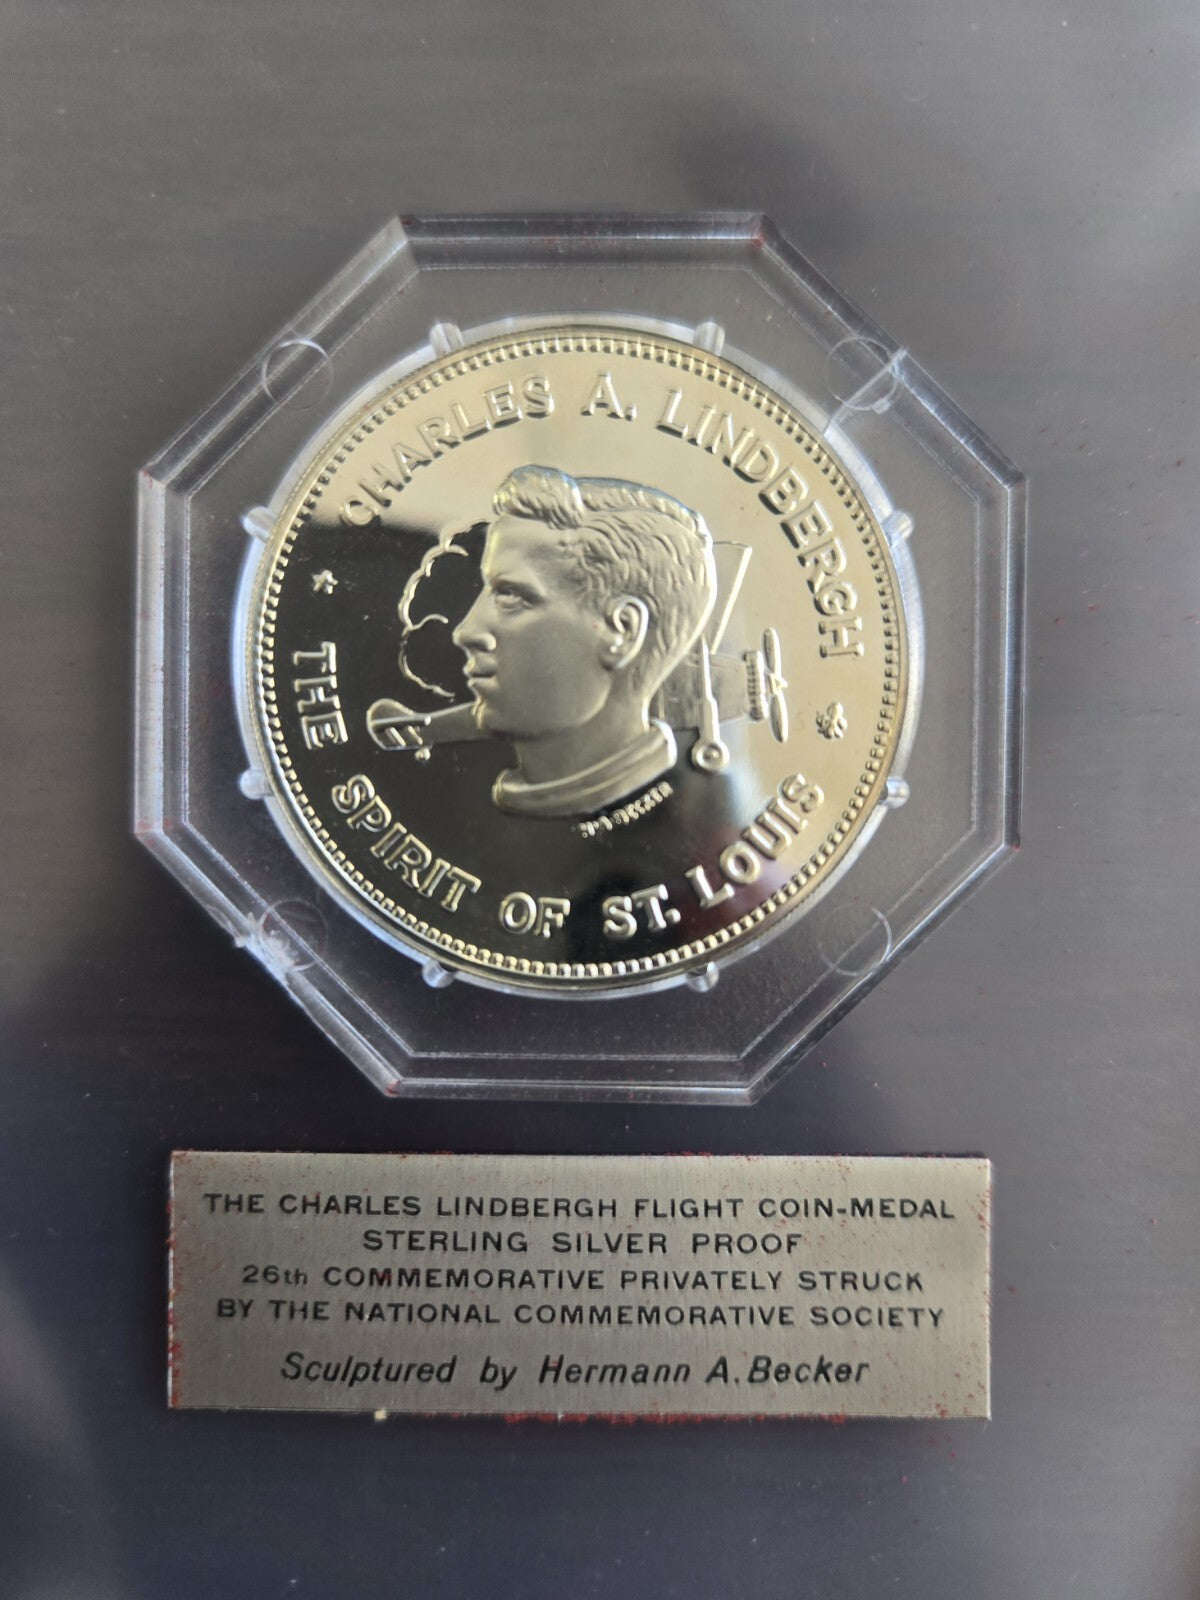 CHARLES A. LINDBERGH
THE SPIRIT OF ST. LOUIS
THE CHARLES LINDBERGH FLIGHT COIN-MEDAL
STERLING SILVER PROOF
26th COMMEMORATIVE PRIVATELY STRUCK
BY THE NATIONAL COMMEMORATIVE SOCIETY
Sculptured by Hermann A. Becker